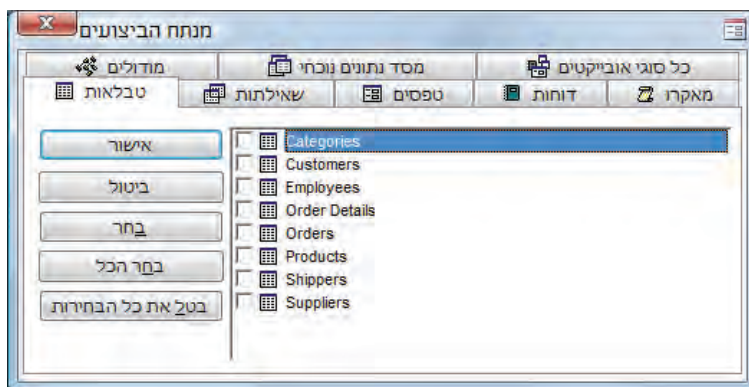 מנתח הביצועים
כל סוגי אובייקטים
מסד נתונים נוכחי
מודולים
מאקרו
דוחות
טפסים
שאילתות
טבלאות
Categories
Customers
Employees
Order Details
Orders
Products
Shippers
Suppliers
אישור
ביטול
בחר
בחר הכל
בטל את כל הבחירות